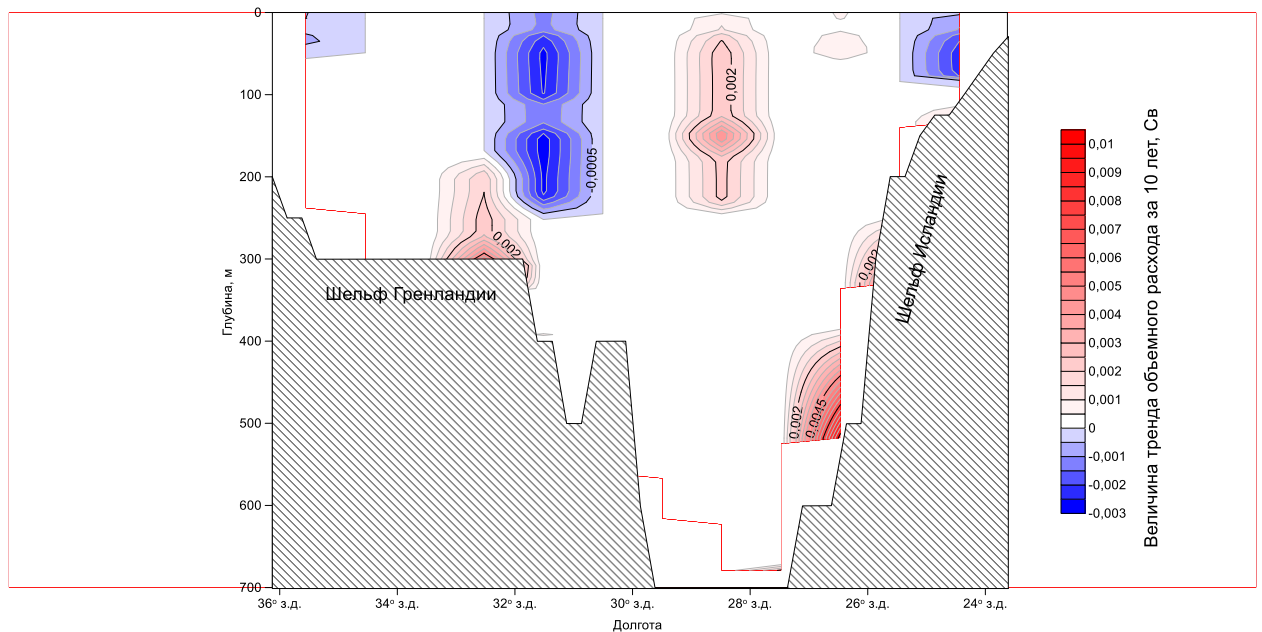 0
100
200
300
400
500
600
700
Глубина, м
36° з.д.
34° з.д.
32° з.д.
30° з.д.
28° з.д.
26° з.д.
24° з.д.
Долгота
Шельф Гренландии
Шельф Исландии
-0,0005
0,002
0,002
0,002
0,002
0,0045
0,01
0,009
0,008
0,007
0,006
0,005
0,004
0,003
0,002
0,001
0
-0,001
-0,002
-0,003
Величина тренда объемного расхода за 10 лет, Св